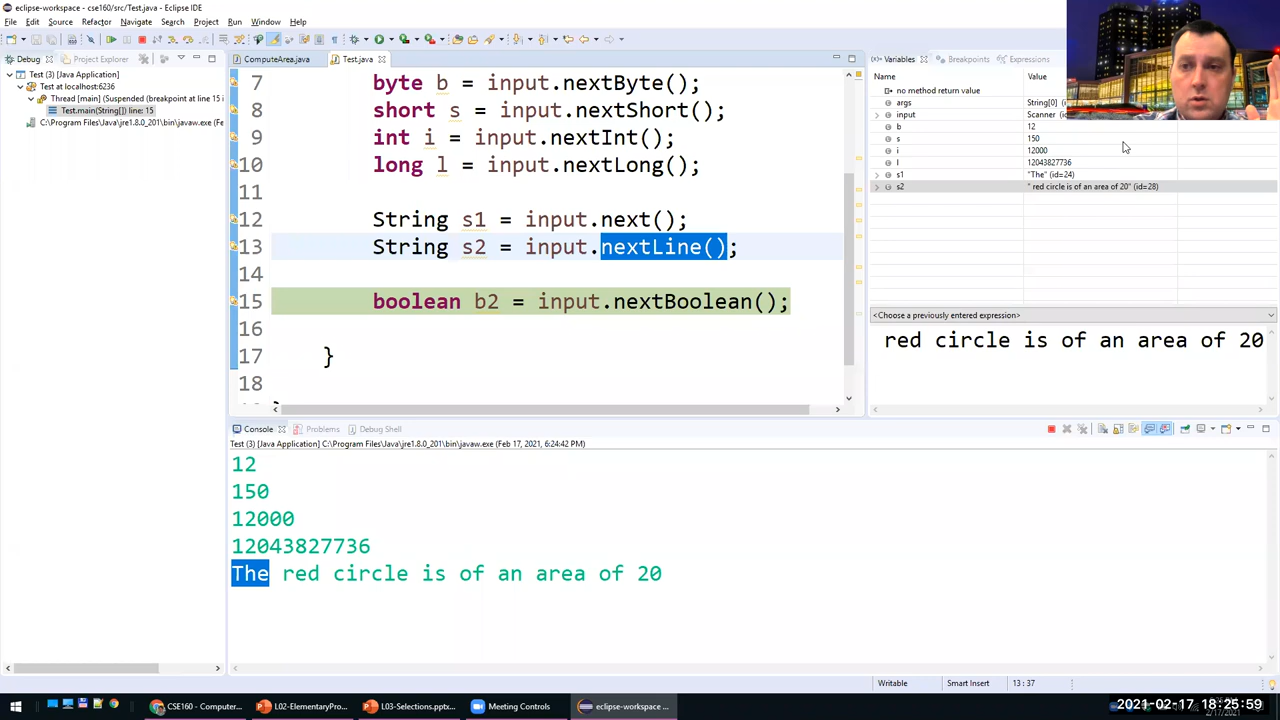 eclipse-workspace - cse160/src/Test.java - Eclipse IDE
File Edit Source Refactor Navigate Search Project Run Window Help
Debug Project Explorer
Test (3) [Java Application]
Test at localhost:6236
Thread [main] (Suspended (breakpoint at line 15 i
Test.main(String[]) line: 15
C:\Program Files\Java\jre1.8.0_201\bin\javaw.exe (Fe
ComputeArea.java Test.java
7 byte b = input.nextByte();
8 short s = input.nextShort();
9 int i = input.nextInt();
10 long l = input.nextLong();
11
12 String s1 = input.next();
13 String s2 = input.nextLine();
14
15 boolean b2 = input.nextBoolean();
16
17 }
18
Variables Breakpoints Expressions
Name Value
no method return value
args String[0] (i
input Scanner (i
b 12
s 150
i 12000
l 12043827736
s1 "The" (id=24)
s2 " red circle is of an area of 20" (id=28)
<Choose a previously entered expression>
red circle is of an area of 20
Console Problems Debug Shell
Test (3) [Java Application] C:\Program Files\Java\jre1.8.0_201\bin\javaw.exe (Feb 17, 2021, 6:24:42 PM)
12
150
12000
12043827736
The red circle is of an area of 20
Writable Smart Insert 13 : 37
CSE160 - Computer... L02-ElementaryPro... L03-Selections.pptx... Meeting Controls eclipse-workspace ...
2021-02-17 18:25:59